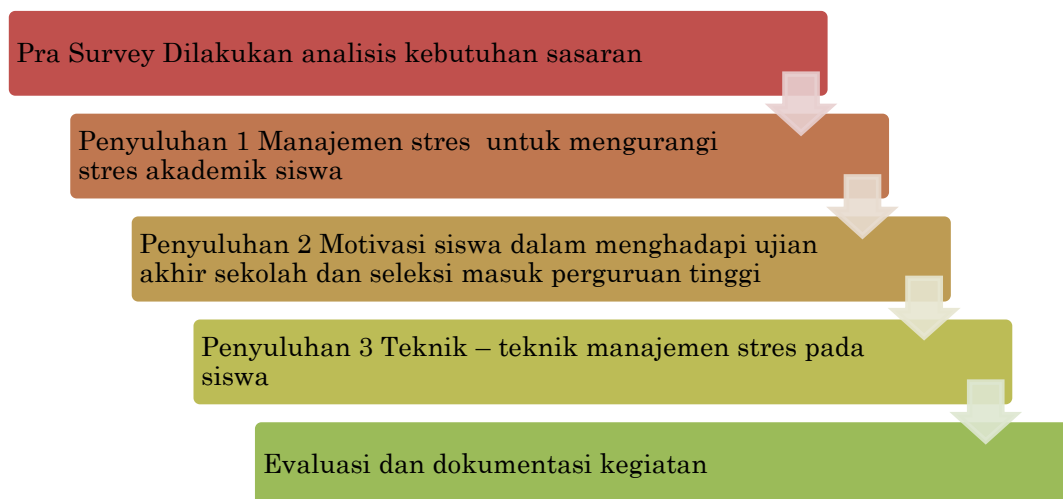 Pra Survey Dilakukan analisis kebutuhan sasaran
Penyuluhan 1 Manajemen stres  untuk mengurangi
stres akademik siswa
Penyuluhan 2 Motivasi siswa dalam menghadapi ujian
akhir sekolah dan seleksi masuk perguruan tinggi
Penyuluhan 3 Teknik – teknik manajemen stres pada
siswa
Evaluasi dan dokumentasi kegiatan